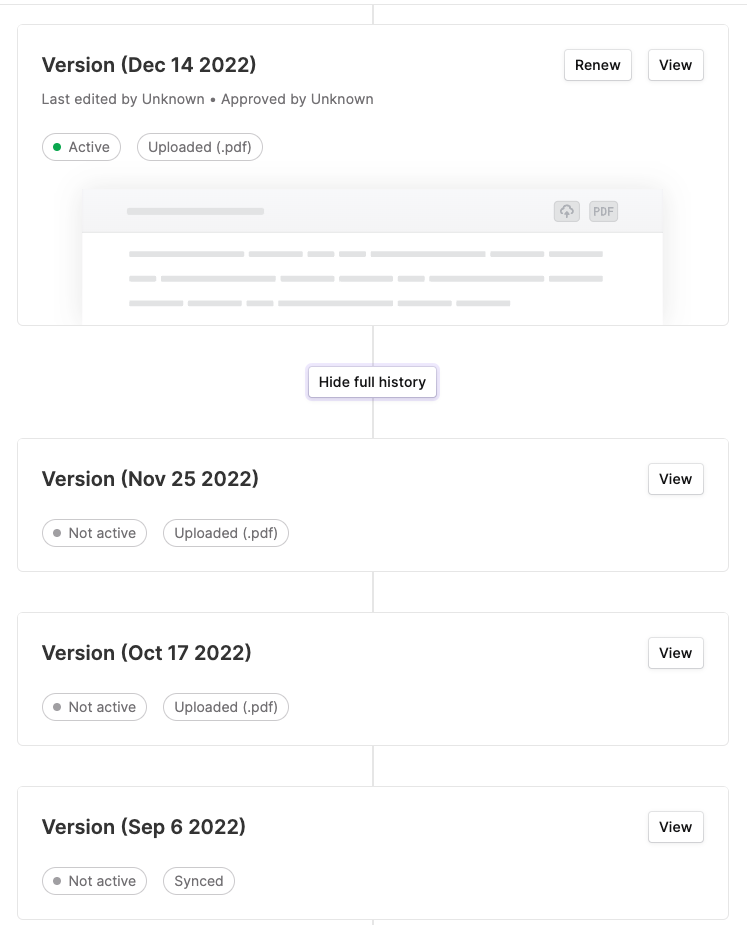 Version (Dec 14 2022)
Renew
View
Last edited by Unknown • Approved by Unknown
Active
Uploaded (.pdf)
PDF
Hide full history
Version (Nov 25 2022)
View
Not active
Uploaded (.pdf)
Version (Oct 17 2022)
View
Not active
Uploaded (.pdf)
Version (Sep 6 2022)
View
Not active
Synced